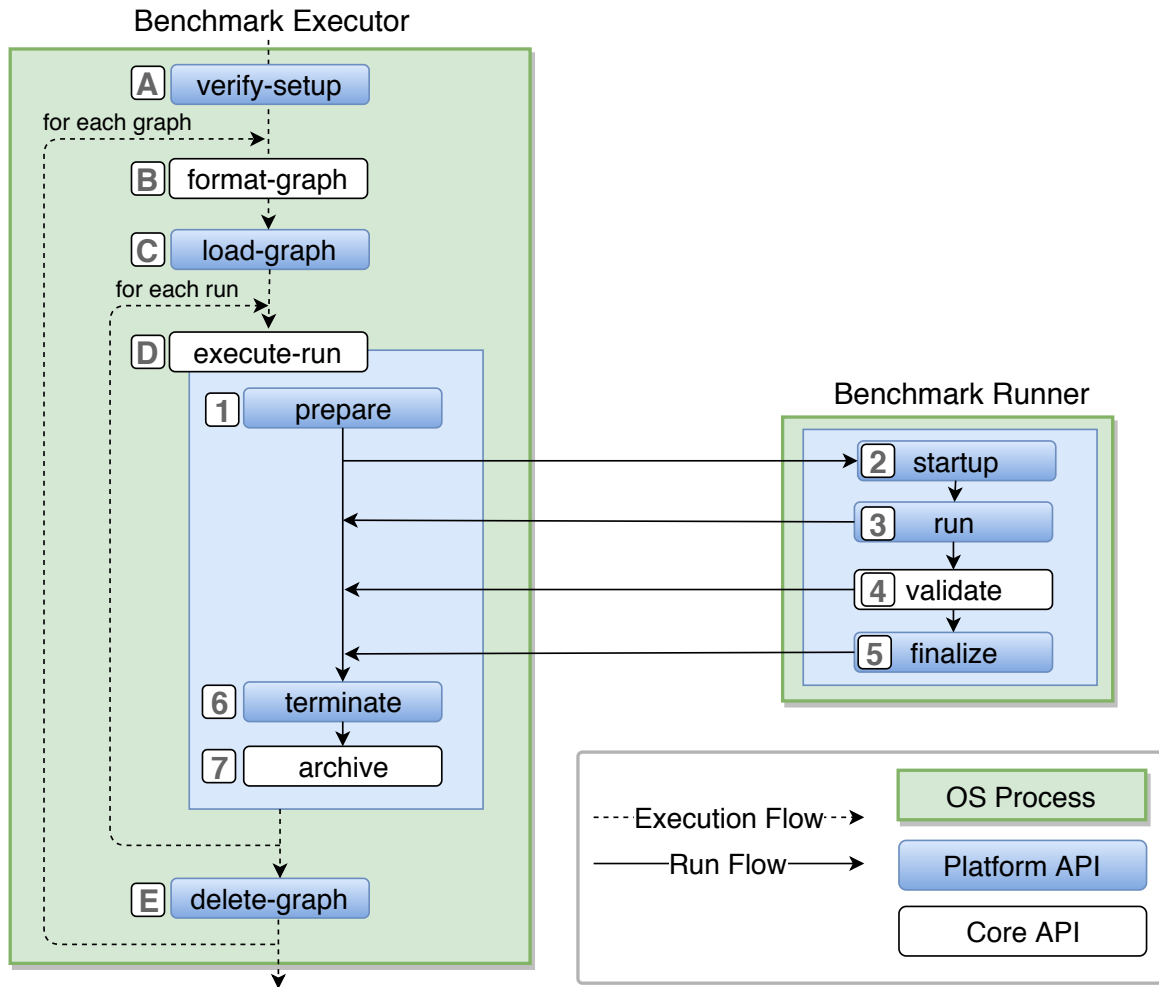 Benchmark Executor
A verify-setup
for each graph
B format-graph
C load-graph
for each run
D execute-run
1 prepare
Benchmark Runner
2 startup
3 run
4 validate
5 finalize
6 terminate
7 archive
E delete-graph
Execution Flow
Run Flow
OS Process
Platform API
Core API